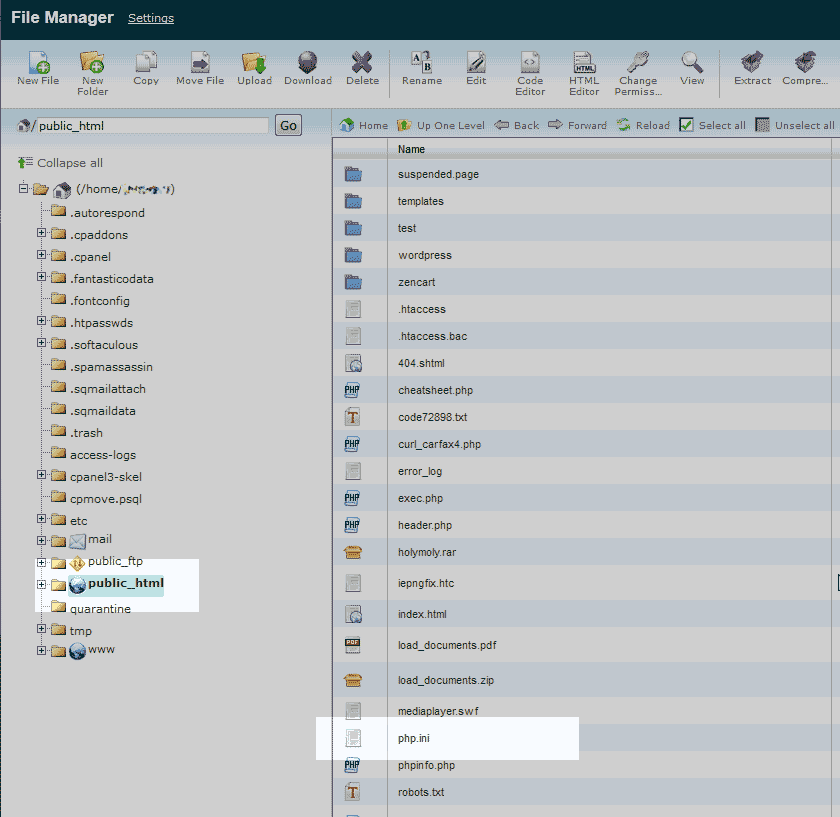 File Manager Settings
New File New Folder Copy Move File Upload Download Delete Rename Edit Code Editor HTML Editor Change Permiss... View Extract Compre...
/ public_html Go
Home Up One Level Back Forward Reload Select all Unselect all
Collapse all
(/home/ )
.autorespond
.cpaddons
.cpanel
.fantasticodata
.fontconfig
.htpasswds
.softaculous
.spamassassin
.sqmailattach
.sqmaildata
.trash
access-logs
cpanel3-skel
cpmove.psql
etc
mail
public_ftp
public_html
quarantine
tmp
www
Name
suspended.page
templates
test
wordpress
zencart
.htaccess
.htaccess.bac
404.shtml
cheatsheet.php
code72898.txt
curl_carfax4.php
error_log
exec.php
header.php
holymoly.rar
iepngfix.htc
index.html
load_documents.pdf
load_documents.zip
mediaplayer.swf
php.ini
phpinfo.php
robots.txt